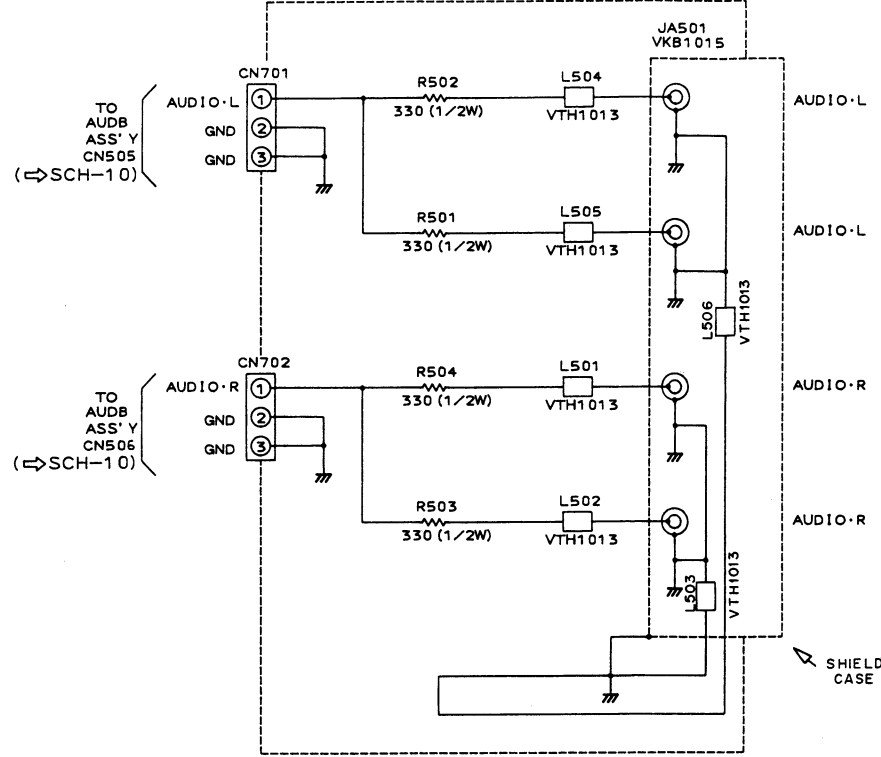 JA501
VKB1015
CN701
R502
L504
TO
AUDB
ASS'Y
CN505
(⇨SCH-10)
AUDIO·L
1
330 (1/2W)
VTH1013
AUDIO·L
GND
2
GND
3
R501
L505
330 (1/2W)
VTH1013
AUDIO·L
L506
VTH1013
CN702
R504
L501
TO
AUDB
ASS'Y
CN506
(⇨SCH-10)
AUDIO·R
1
330 (1/2W)
VTH1013
AUDIO·R
GND
2
GND
3
R503
L502
330 (1/2W)
VTH1013
AUDIO·R
L503
VTH1013
SHIELD
CASE